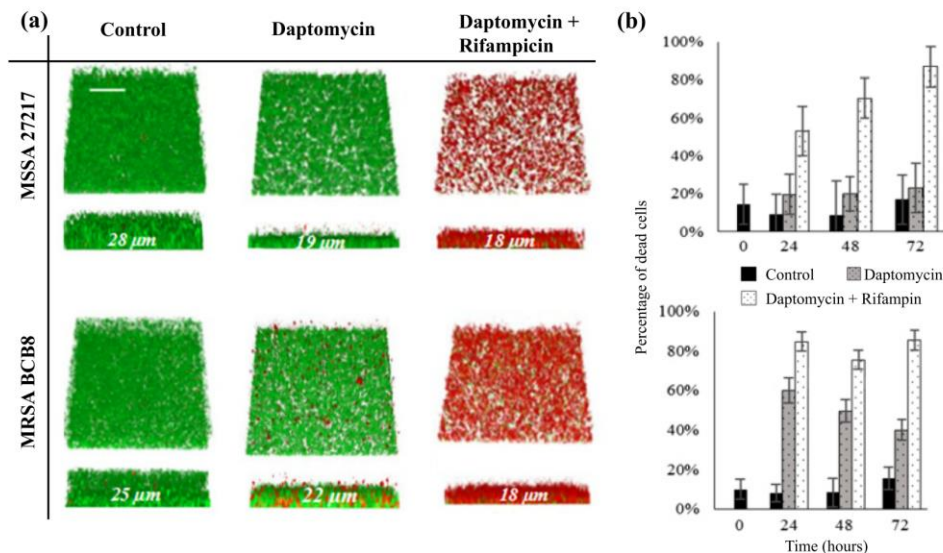 (a)
Control
Daptomycin
Daptomycin +
Rifampicin
MSSA 27217
28 µm
19 µm
18 µm
MRSA BCB8
25 µm
22 µm
18 µm
(b)
Percentage of dead cells
100%
80%
60%
40%
20%
0%
0 24 48 72
Control Daptomycin
Daptomycin + Rifampin
100%
80%
60%
40%
20%
0%
0 24 48 72
Time (hours)